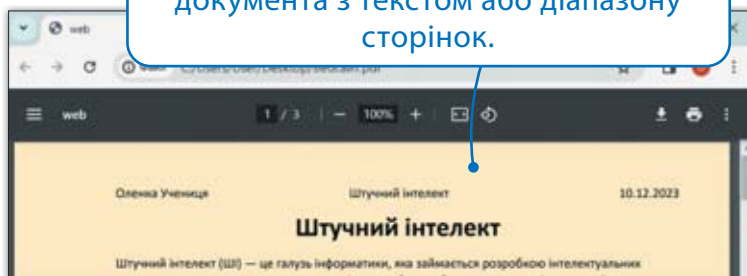 документа з текстом або діапазону
сторінок.
web
web
1 / 3
100%
Оленка Учениця
Штучний інтелект
10.12.2023
Штучний інтелект
Штучний інтелект (ШІ) — це галузь інформатики, яка займається розробкою інтелектуальних